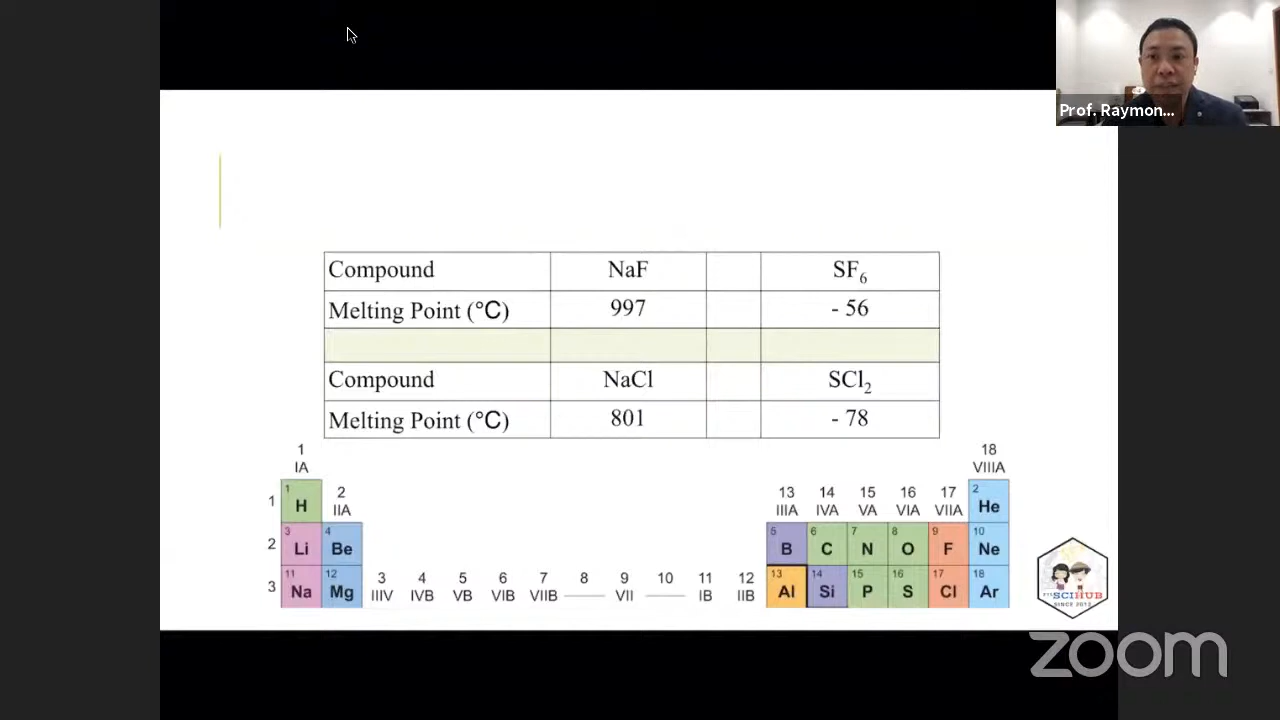 Prof. Raymon...
Compound NaF SF₆
Melting Point (°C) 997 - 56
Compound NaCl SCl₂
Melting Point (°C) 801 - 78
1 18
IA VIIIA
1 1 H 2 13 14 15 16 17 2 He
IIA IIIA IVA VA VIA VIIA
2 3 Li 4 Be 5 B 6 C 7 N 8 O 9 F 10 Ne
3 11 Na 12 Mg 3 4 5 6 7 8 9 10 11 12 13 Al 14 Si 15 P 16 S 17 Cl 18 Ar
IIIV IVB VB VIB VIIB VII IB IIB
SCIHUB
SINCE 2012
zoom